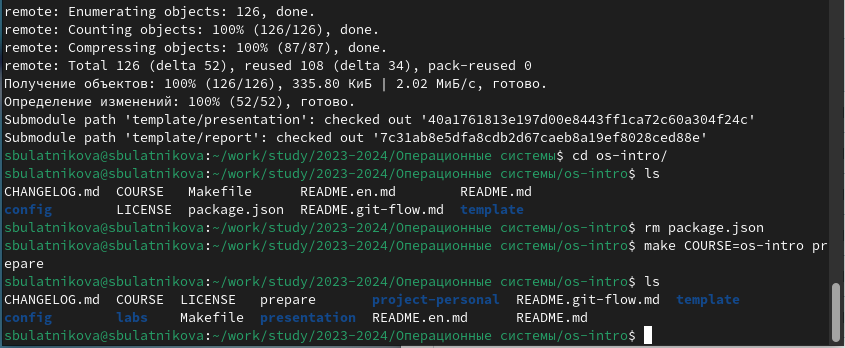 remote: Enumerating objects: 126, done.
remote: Counting objects: 100% (126/126), done.
remote: Compressing objects: 100% (87/87), done.
remote: Total 126 (delta 52), reused 108 (delta 34), pack-reused 0
Получение объектов: 100% (126/126), 335.80 КиБ | 2.02 МиБ/с, готово.
Определение изменений: 100% (52/52), готово.
Submodule path 'template/presentation': checked out '40a1761813e197d00e8443ff1ca72c60a304f24c'
Submodule path 'template/report': checked out '7c31ab8e5dfa8cdb2d67caeb8a19ef8028ced88e'
sbulatnikova@sbulatnikova:~/work/study/2023-2024/Операционные системы$ cd os-intro/
sbulatnikova@sbulatnikova:~/work/study/2023-2024/Операционные системы/os-intro$ ls
CHANGELOG.md  COURSE   Makefile      README.en.md        README.md
config        LICENSE  package.json  README.git-flow.md  template
sbulatnikova@sbulatnikova:~/work/study/2023-2024/Операционные системы/os-intro$ rm package.json
sbulatnikova@sbulatnikova:~/work/study/2023-2024/Операционные системы/os-intro$ make COURSE=os-intro pr
epare
sbulatnikova@sbulatnikova:~/work/study/2023-2024/Операционные системы/os-intro$ ls
CHANGELOG.md  COURSE  LICENSE   prepare       project-personal  README.git-flow.md  template
config        labs    Makefile  presentation  README.en.md      README.md
sbulatnikova@sbulatnikova:~/work/study/2023-2024/Операционные системы/os-intro$